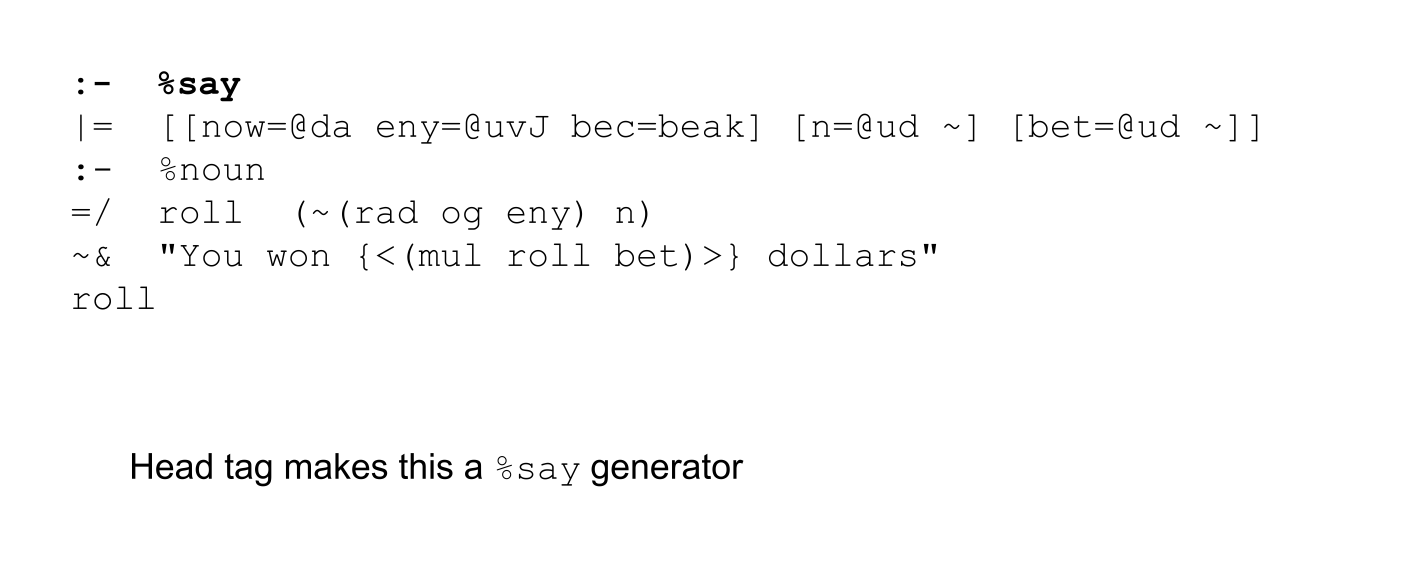 :-  %say
|=  [[now=@da eny=@uvJ bec=beak] [n=@ud ~] [bet=@ud ~]]
:-  %noun
=/  roll  (~(rad og eny) n)
~&  "You won {<(mul roll bet)>} dollars"
roll
Head tag makes this a %say generator